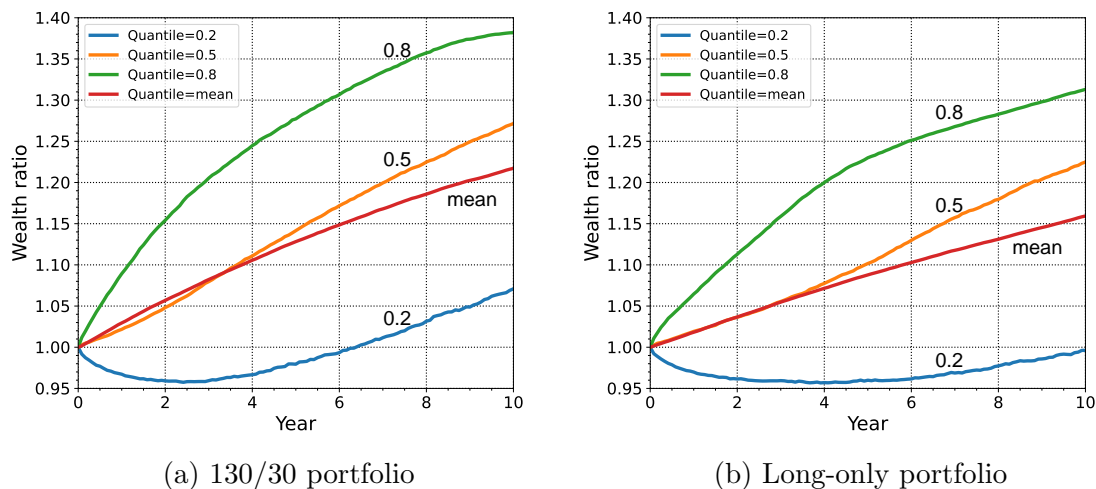 1.40
1.35
1.30
1.25
1.20
1.15
1.10
1.05
1.00
0.95
Wealth ratio
Quantile=0.2
Quantile=0.5
Quantile=0.8
Quantile=mean
0.8
0.5
mean
0.2
0 2 4 6 8 10
Year
(a) 130/30 portfolio
1.40
1.35
1.30
1.25
1.20
1.15
1.10
1.05
1.00
0.95
Wealth ratio
Quantile=0.2
Quantile=0.5
Quantile=0.8
Quantile=mean
0.8
0.5
mean
0.2
0 2 4 6 8 10
Year
(b) Long-only portfolio